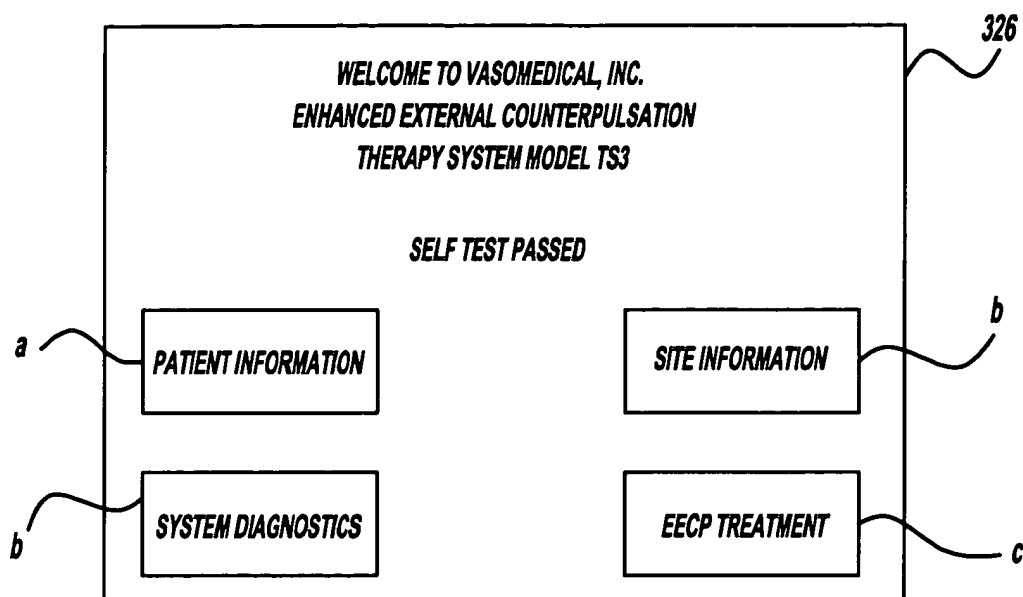 326
WELCOME TO VASOMEDICAL, INC.
ENHANCED EXTERNAL COUNTERPULSATION
THERAPY SYSTEM MODEL TS3
SELF TEST PASSED
a
PATIENT INFORMATION
SITE INFORMATION
b
b
SYSTEM DIAGNOSTICS
EECP TREATMENT
c